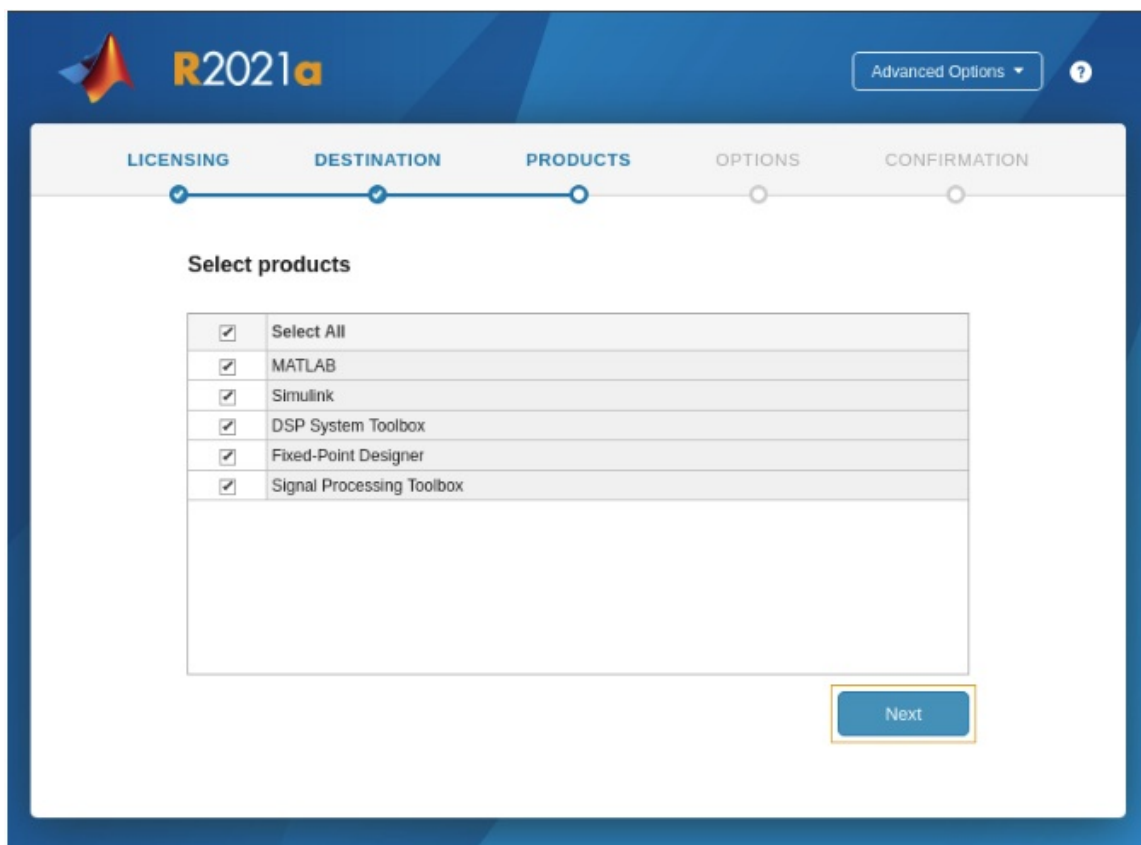 R2021a
Advanced Options
?
LICENSING DESTINATION PRODUCTS OPTIONS CONFIRMATION
Select products
Select All
MATLAB
Simulink
DSP System Toolbox
Fixed-Point Designer
Signal Processing Toolbox
Next